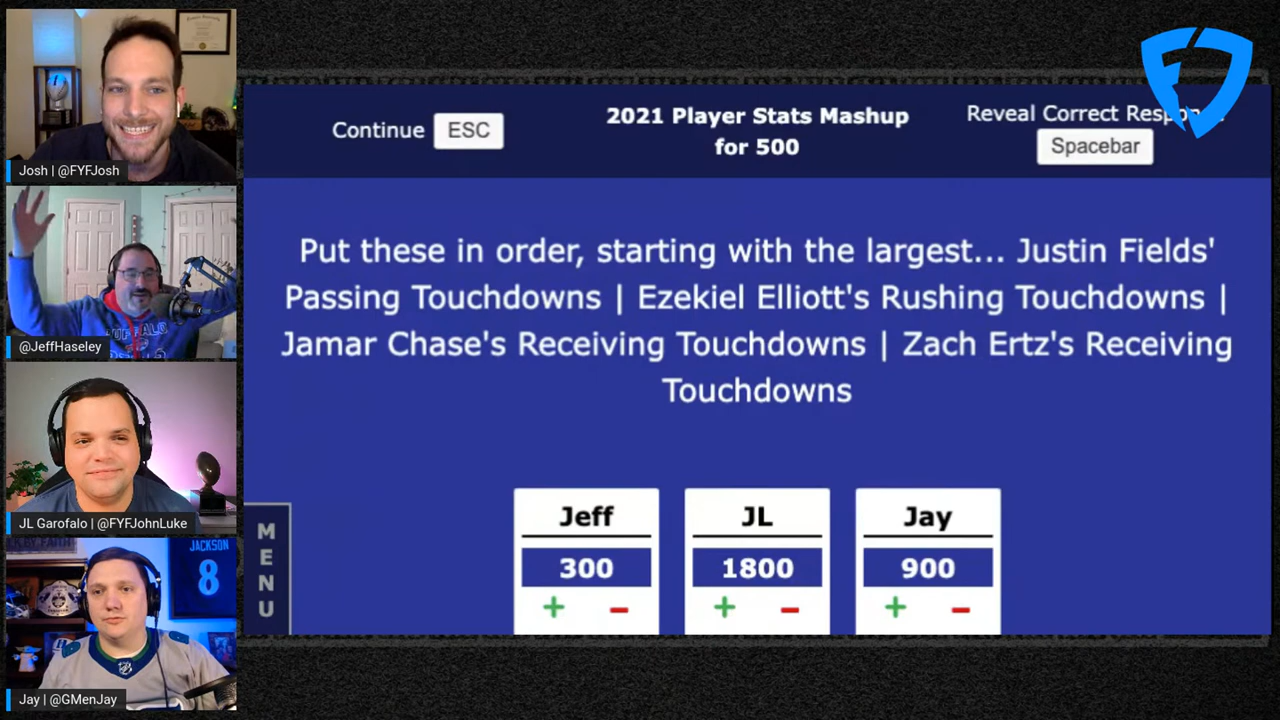 Josh | @FYFJosh
@JeffHaseley
JL Garofalo | @FYFJohnLuke
JACKSON
8
Jay | @GMenJay
Continue ESC
2021 Player Stats Mashup
for 500
Reveal Correct
Spacebar
Put these in order, starting with the largest... Justin Fields'
Passing Touchdowns | Ezekiel Elliott's Rushing Touchdowns |
Jamar Chase's Receiving Touchdowns | Zach Ertz's Receiving
Touchdowns
MENU
Jeff JL Jay
300 1800 900
+ − + − + −